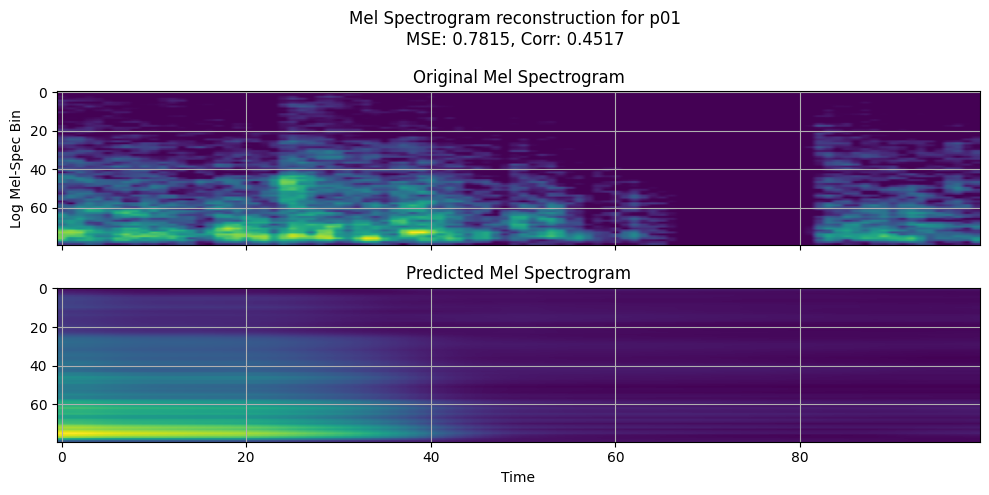 Mel Spectrogram reconstruction for p01
MSE: 0.7815, Corr: 0.4517
Original Mel Spectrogram
Log Mel-Spec Bin
0
20
40
60
Predicted Mel Spectrogram
0
20
40
60
0 20 40 60 80
Time